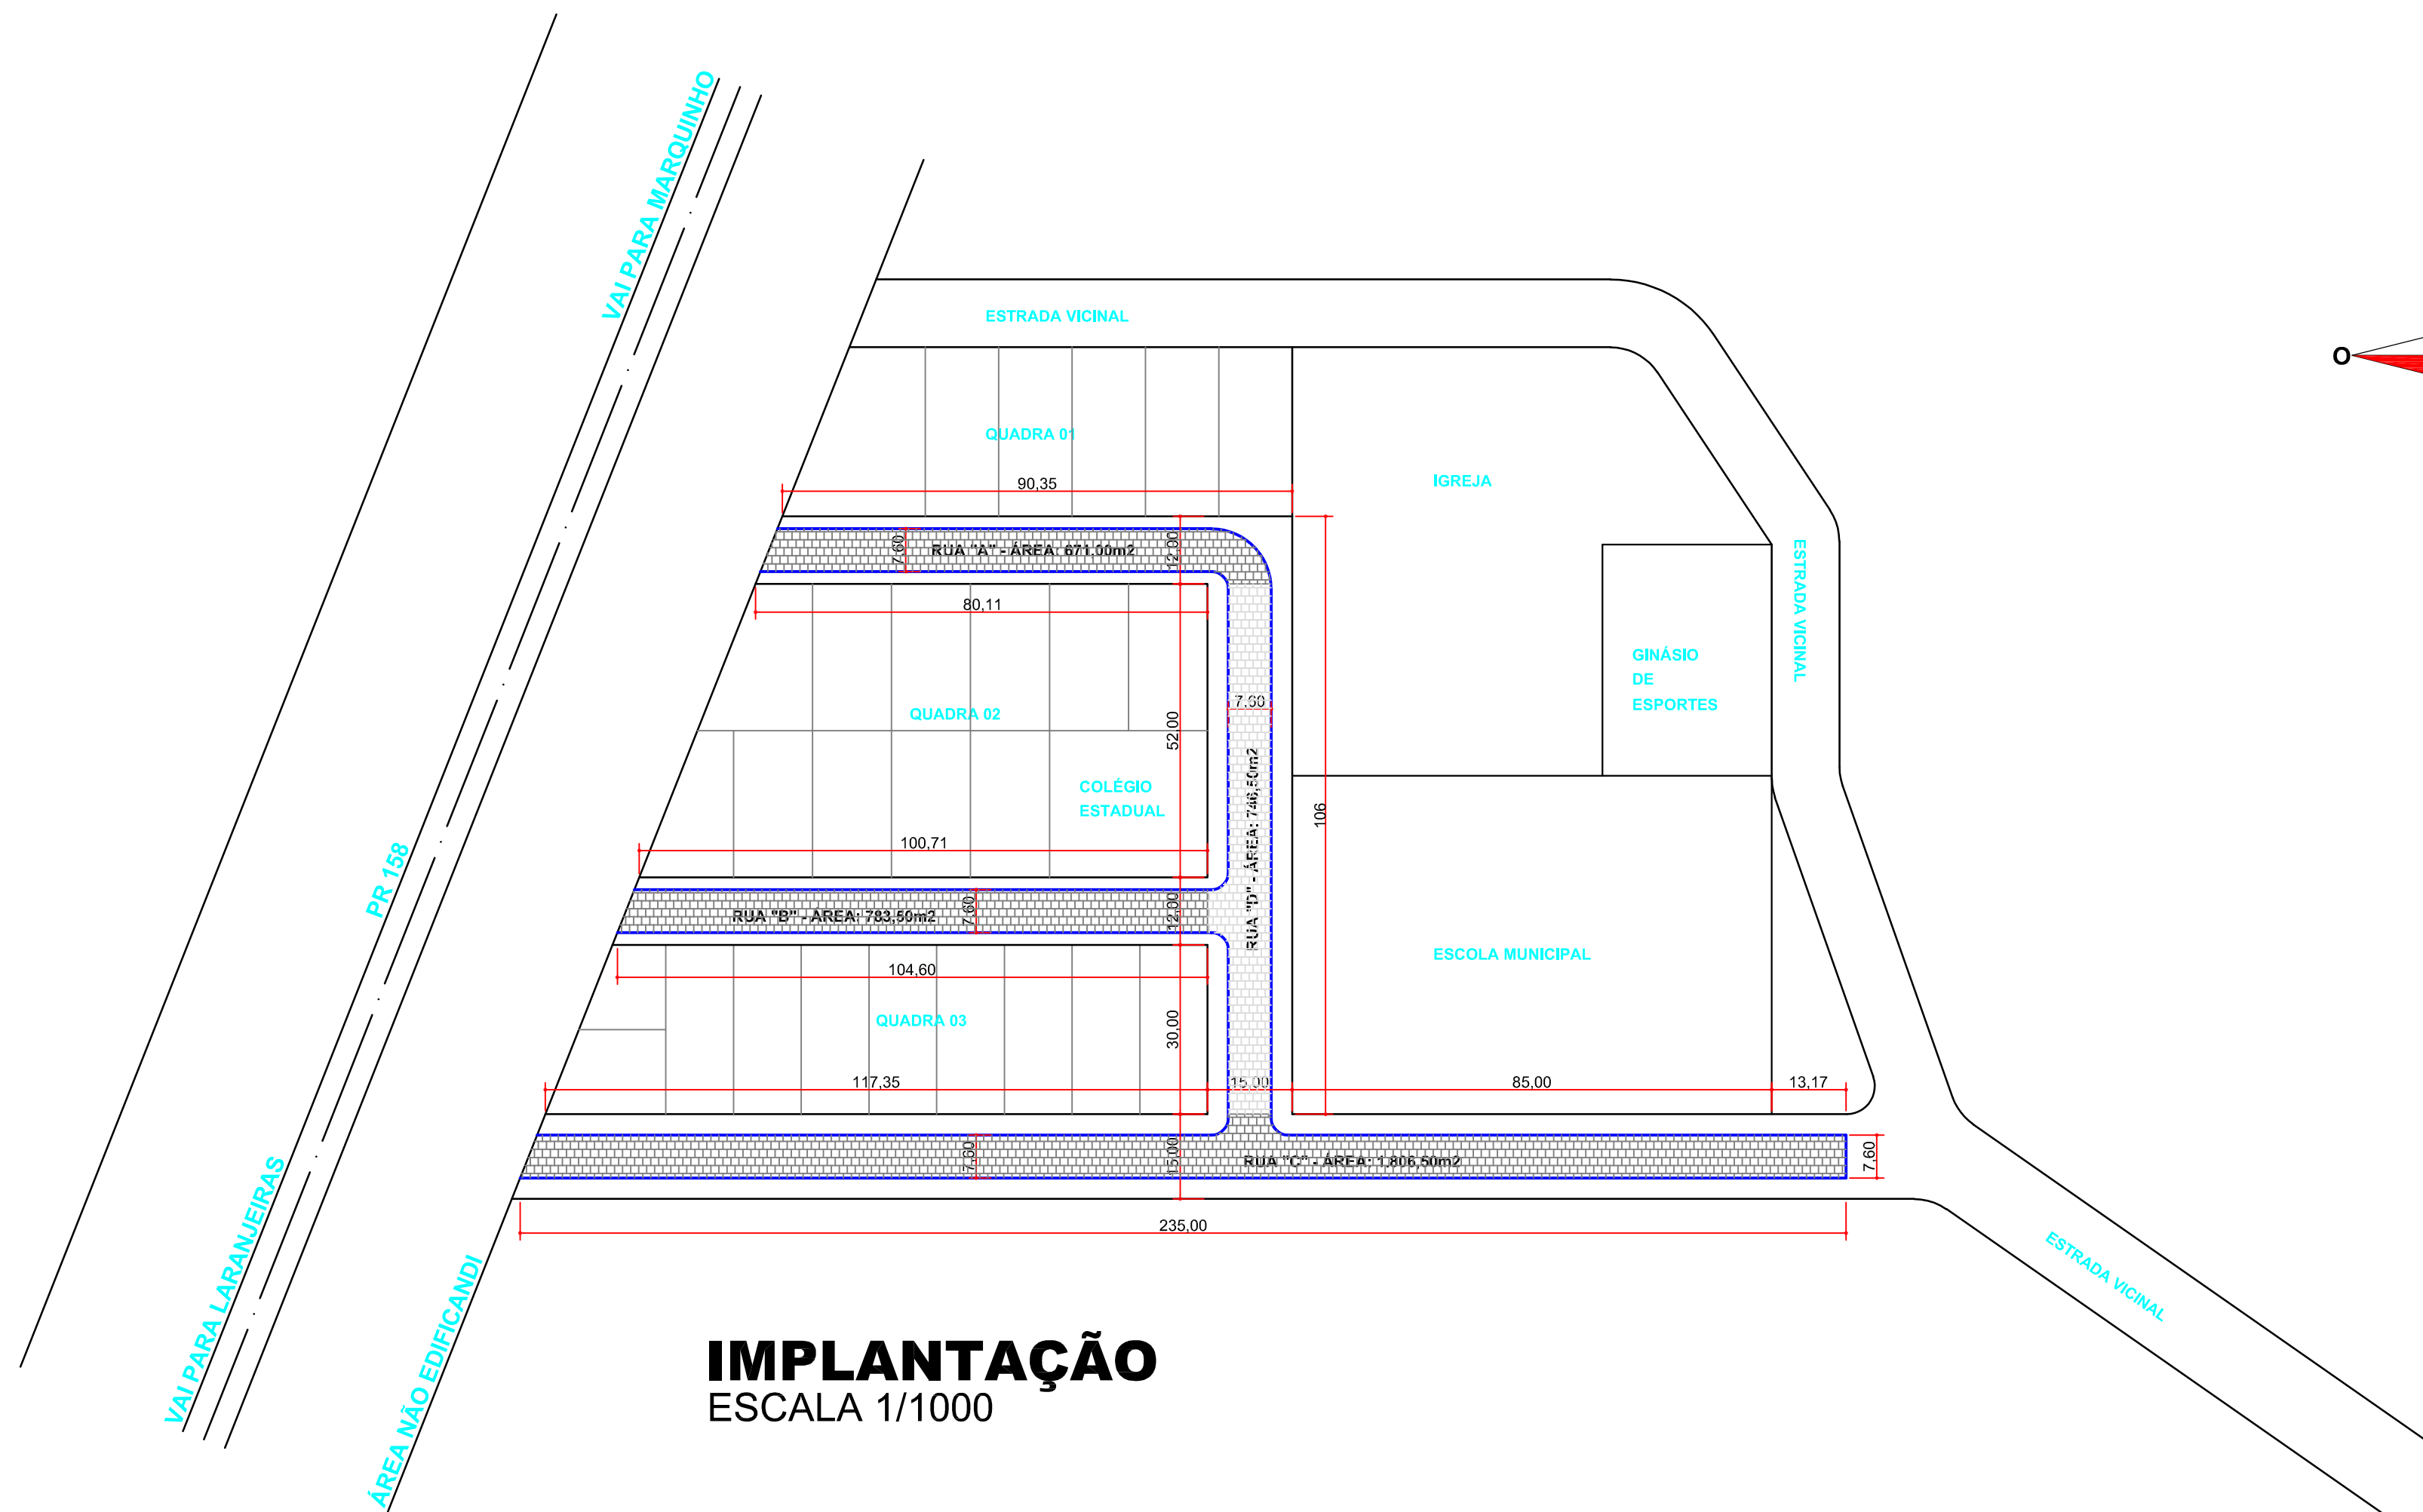 VAI PARA MARQUINHO
ESTRADA VICINAL
O
QUADRA 01
IGREJA
90,35
7,60
RUA "A" - ÁREA: 671.00m2
12,00
80,11
ESTRADA VICINAL
GINÁSIO
DE
ESPORTES
7,60
QUADRA 02
52,00
COLÉGIO
ESTADUAL
RUA "D" - ÁREA: 746,50m2
106
100,71
PR 158
RUA "B" - ÁREA: 783,50m2
7,60
12,00
104,60
ESCOLA MUNICIPAL
QUADRA 03
30,00
117,35
15,00
85,00
13,17
7,60
15,00
RUA "C" - ÁREA: 1.806,50m2
7,60
235,00
VAI PARA LARANJEIRAS
ÁREA NÃO EDIFICANDI
ESTRADA VICINAL
IMPLANTAÇÃO
ESCALA 1/1000